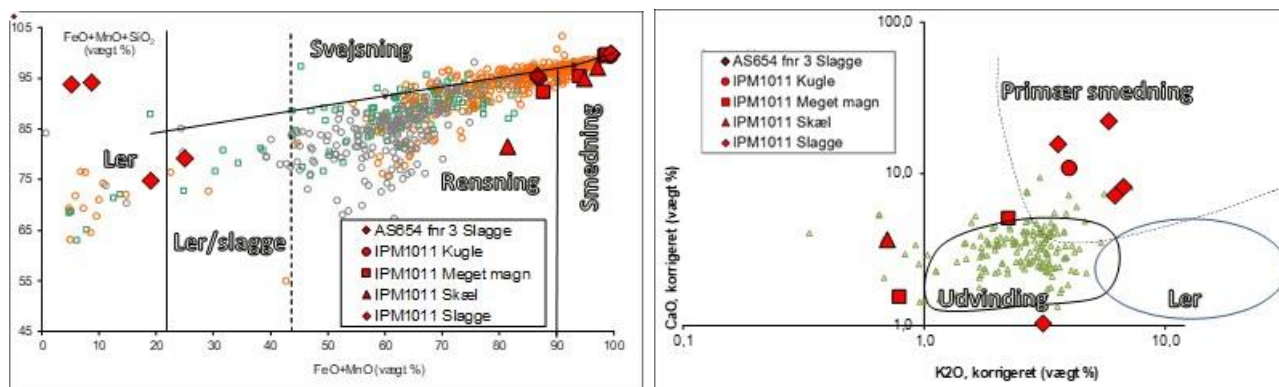 105
FeO+MnO+SiO2
(vægt %)
Svejsning
95
85
Ler
75
Rensning
Smedning
65
Ler/slagge
AS654 fnr 3 Slagge
IPM1011 Kugle
IPM1011 Meget magn
IPM1011 Skæl
IPM1011 Slagge
55
45
0
10
20
30
40
50
60
70
80
90
100
FeO+MnO (vægt %)
100,0
AS654 fnr 3 Slagge
IPM1011 Kugle
IPM1011 Meget magn
IPM1011 Skæl
IPM1011 Slagge
Primær smedning
10,0
CaO, korrigeret (vægt %)
Udvinding
Ler
1,0
0,1
1,0
10,0
K2O, korrigeret (vægt %)